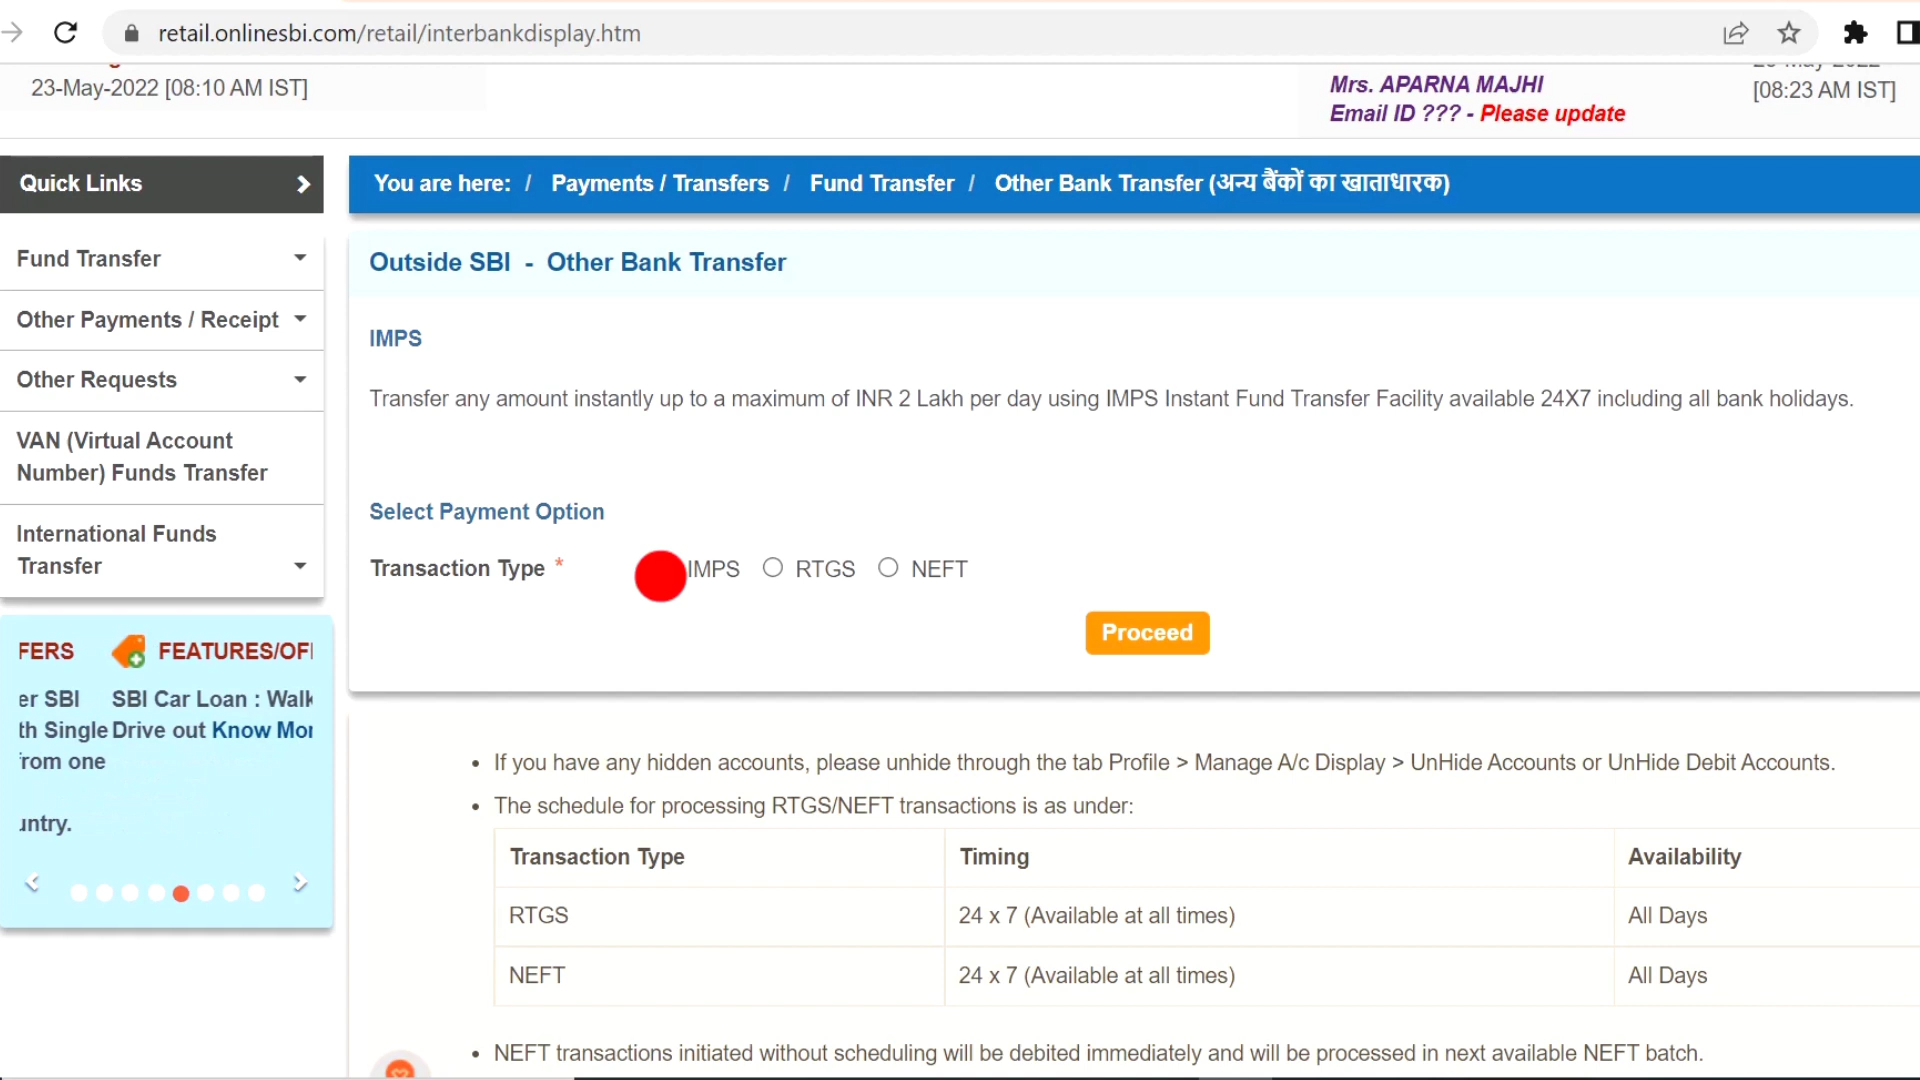 retail.onlinesbi.com/retail/interbankdisplay.htm
23-May-2022 [08:10 AM IST]
Mrs. APARNA MAJHI
[08:23 AM IST]
Email ID ??? - Please update
Quick Links
You are here: / Payments / Transfers / Fund Transfer / Other Bank Transfer (अन्य बैंकों का खाताधारक)
Fund Transfer
Other Payments / Receipt
Other Requests
VAN (Virtual Account
Number) Funds Transfer
International Funds
Transfer
FERS
FEATURES/OF
er SBI
SBI Car Loan : Walk
th Single
Drive out Know Mor
from one
untry.
Outside SBI - Other Bank Transfer
IMPS
Transfer any amount instantly up to a maximum of INR 2 Lakh per day using IMPS Instant Fund Transfer Facility available 24X7 including all bank holidays.
Select Payment Option
Transaction Type * IMPS RTGS NEFT
Proceed
• If you have any hidden accounts, please unhide through the tab Profile > Manage A/c Display > UnHide Accounts or UnHide Debit Accounts.
• The schedule for processing RTGS/NEFT transactions is as under:
Transaction Type Timing Availability
RTGS 24 x 7 (Available at all times) All Days
NEFT 24 x 7 (Available at all times) All Days
• NEFT transactions initiated without scheduling will be debited immediately and will be processed in next available NEFT batch.